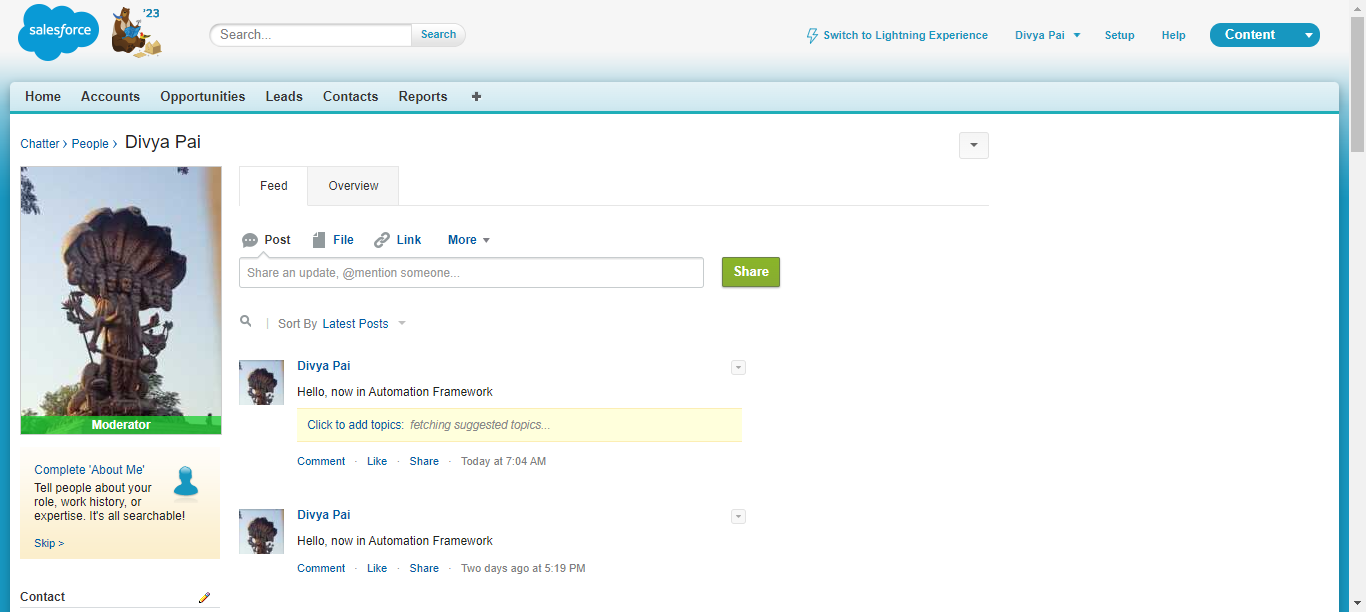 salesforce
'23
Search...
Search
Switch to Lightning Experience
Divya Pai
Setup
Help
Content
Home
Accounts
Opportunities
Leads
Contacts
Reports
Chatter › People › Divya Pai
Feed
Overview
Post
File
Link
More
Share an update, @mention someone...
Share
Sort By Latest Posts
Divya Pai
Hello, now in Automation Framework
Click to add topics: fetching suggested topics...
Comment · Like · Share · Today at 7:04 AM
Divya Pai
Hello, now in Automation Framework
Comment · Like · Share · Two days ago at 5:19 PM
Moderator
Complete 'About Me'
Tell people about your
role, work history, or
expertise. It's all searchable!
Skip >
Contact